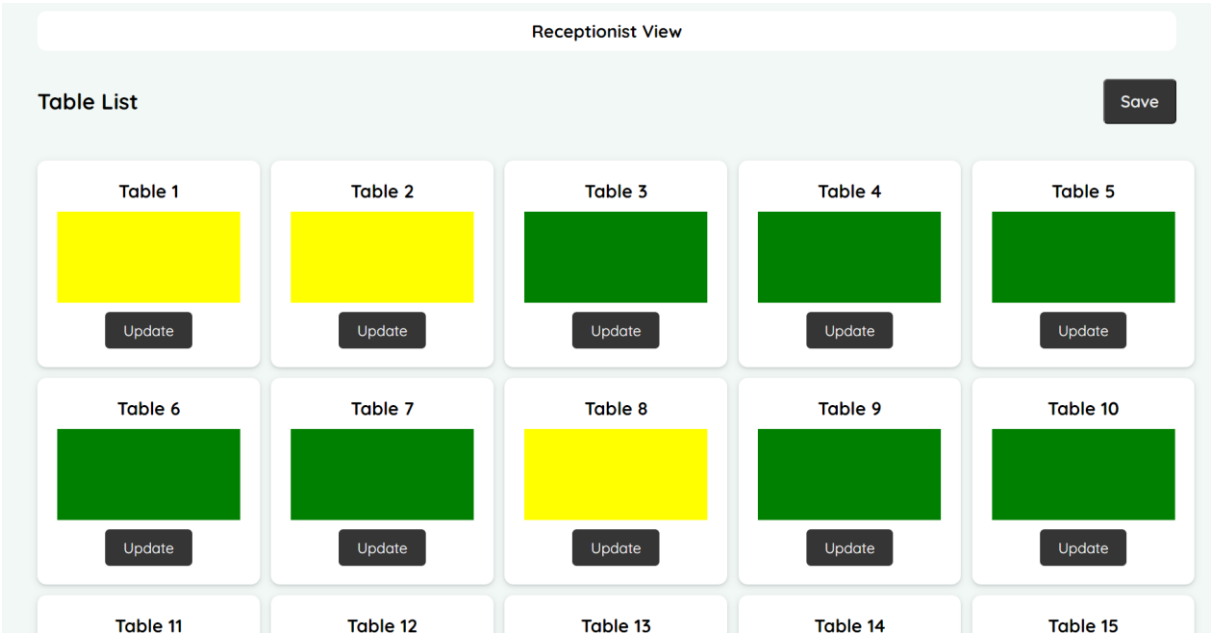 Receptionist View
Table List
Save
Table 1 Table 2 Table 3 Table 4 Table 5
Update Update Update Update Update
Table 6 Table 7 Table 8 Table 9 Table 10
Update Update Update Update Update
Table 11 Table 12 Table 13 Table 14 Table 15